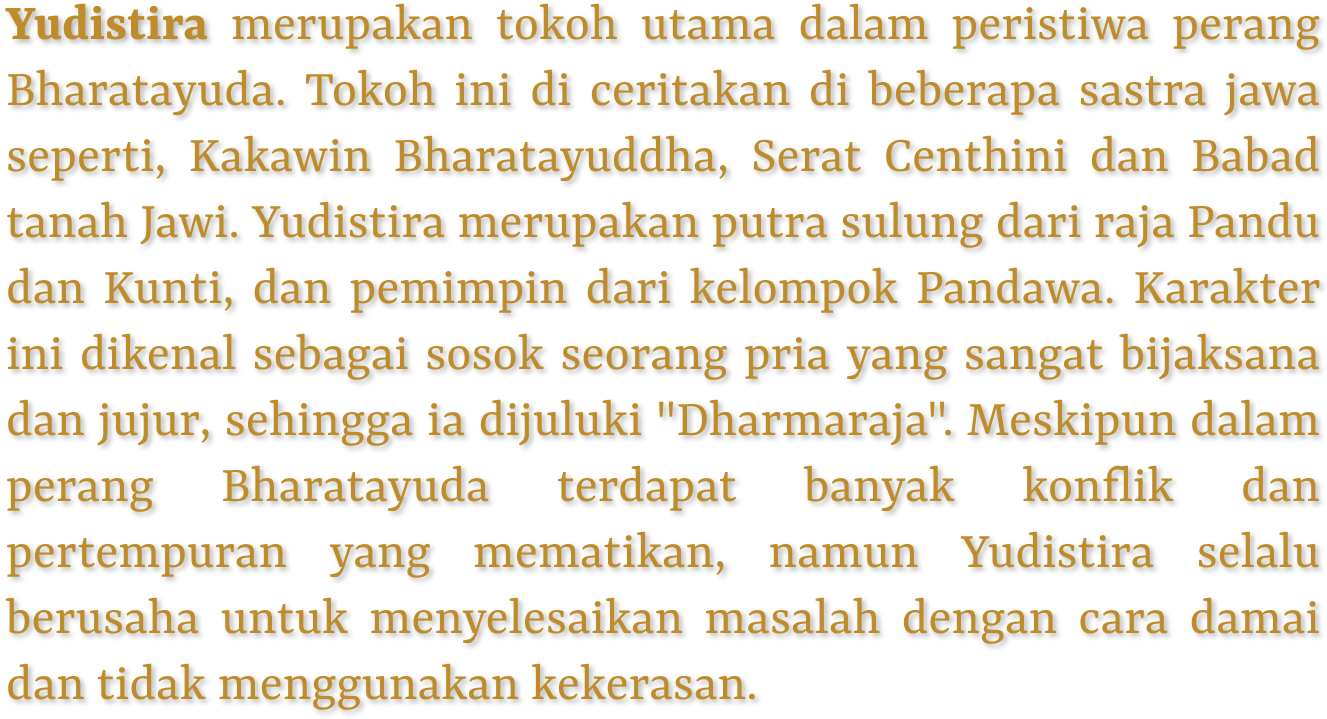 Yudistira merupakan tokoh utama dalam peristiwa perang
Bharatayuda. Tokoh ini di ceritakan di beberapa sastra jawa
seperti, Kakawin Bharatayuddha, Serat Centhini dan Babad
tanah Jawi. Yudistira merupakan putra sulung dari raja Pandu
dan Kunti, dan pemimpin dari kelompok Pandawa. Karakter
ini dikenal sebagai sosok seorang pria yang sangat bijaksana
dan jujur, sehingga ia dijuluki "Dharmaraja". Meskipun dalam
perang Bharatayuda terdapat banyak konflik dan
pertempuran yang mematikan, namun Yudistira selalu
berusaha untuk menyelesaikan masalah dengan cara damai
dan tidak menggunakan kekerasan.